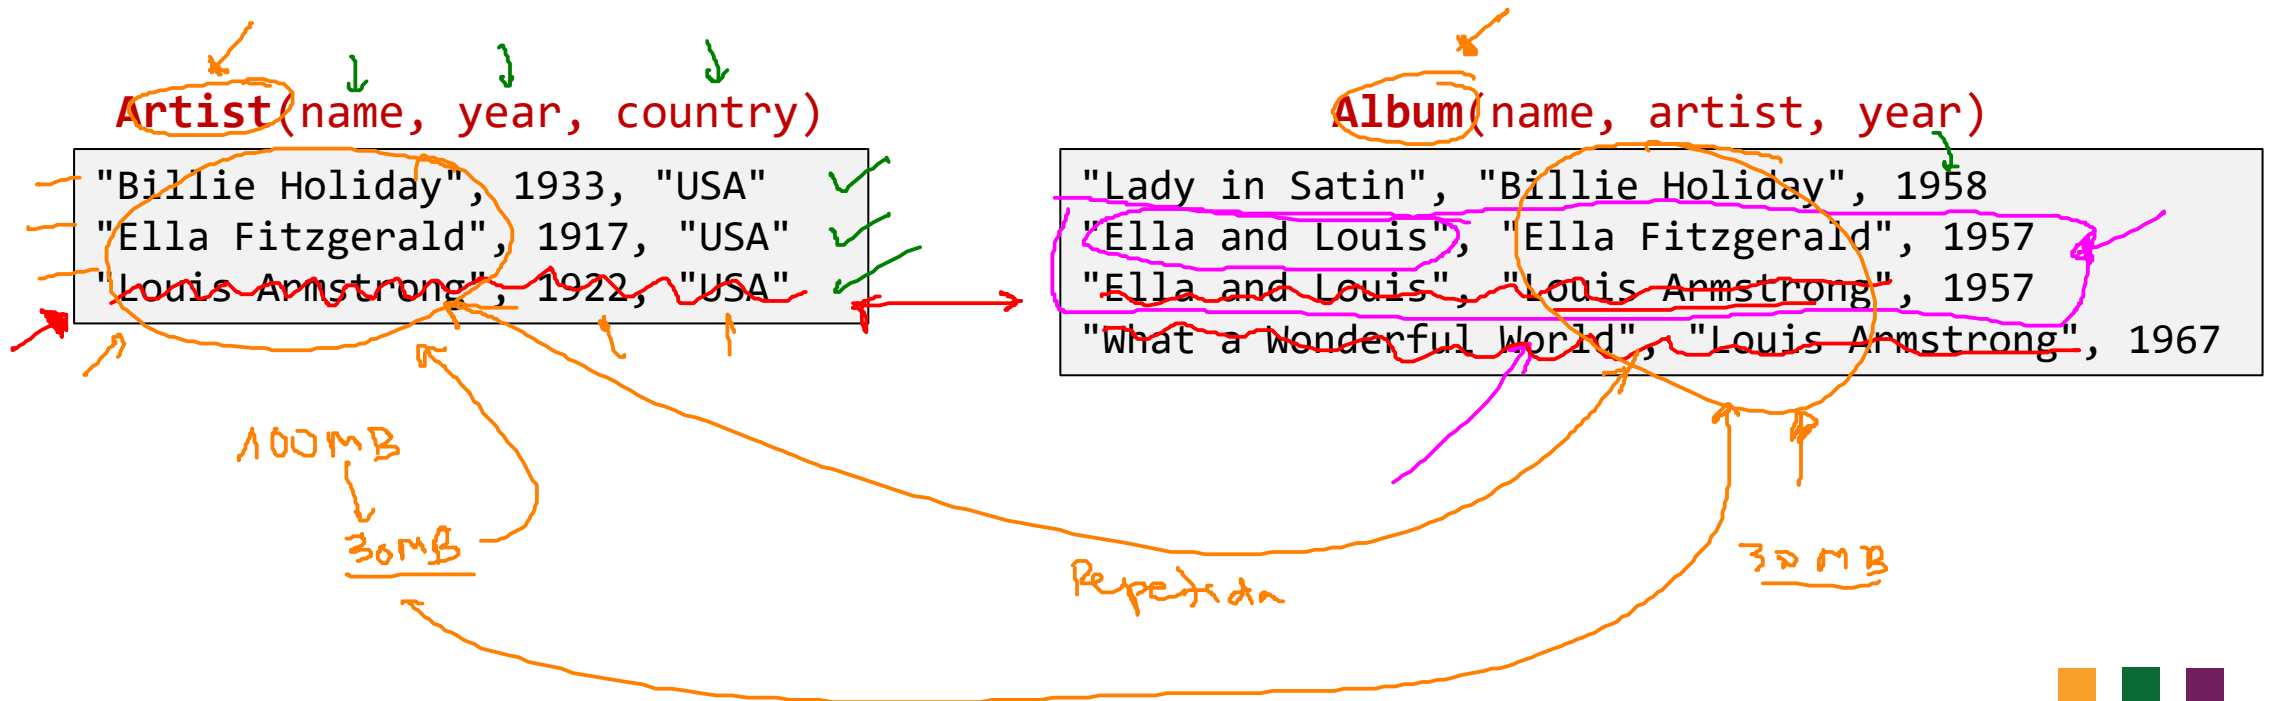 Artist(name, year, country)
"Billie Holiday", 1933, "USA"
"Ella Fitzgerald", 1917, "USA"
"Louis Armstrong", 1922, "USA"
Album(name, artist, year)
"Lady in Satin", "Billie Holiday", 1958
"Ella and Louis", "Ella Fitzgerald", 1957
"Ella and Louis", "Louis Armstrong", 1957
"What a Wonderful World", "Louis Armstrong", 1967
100MB
30MB
30MB